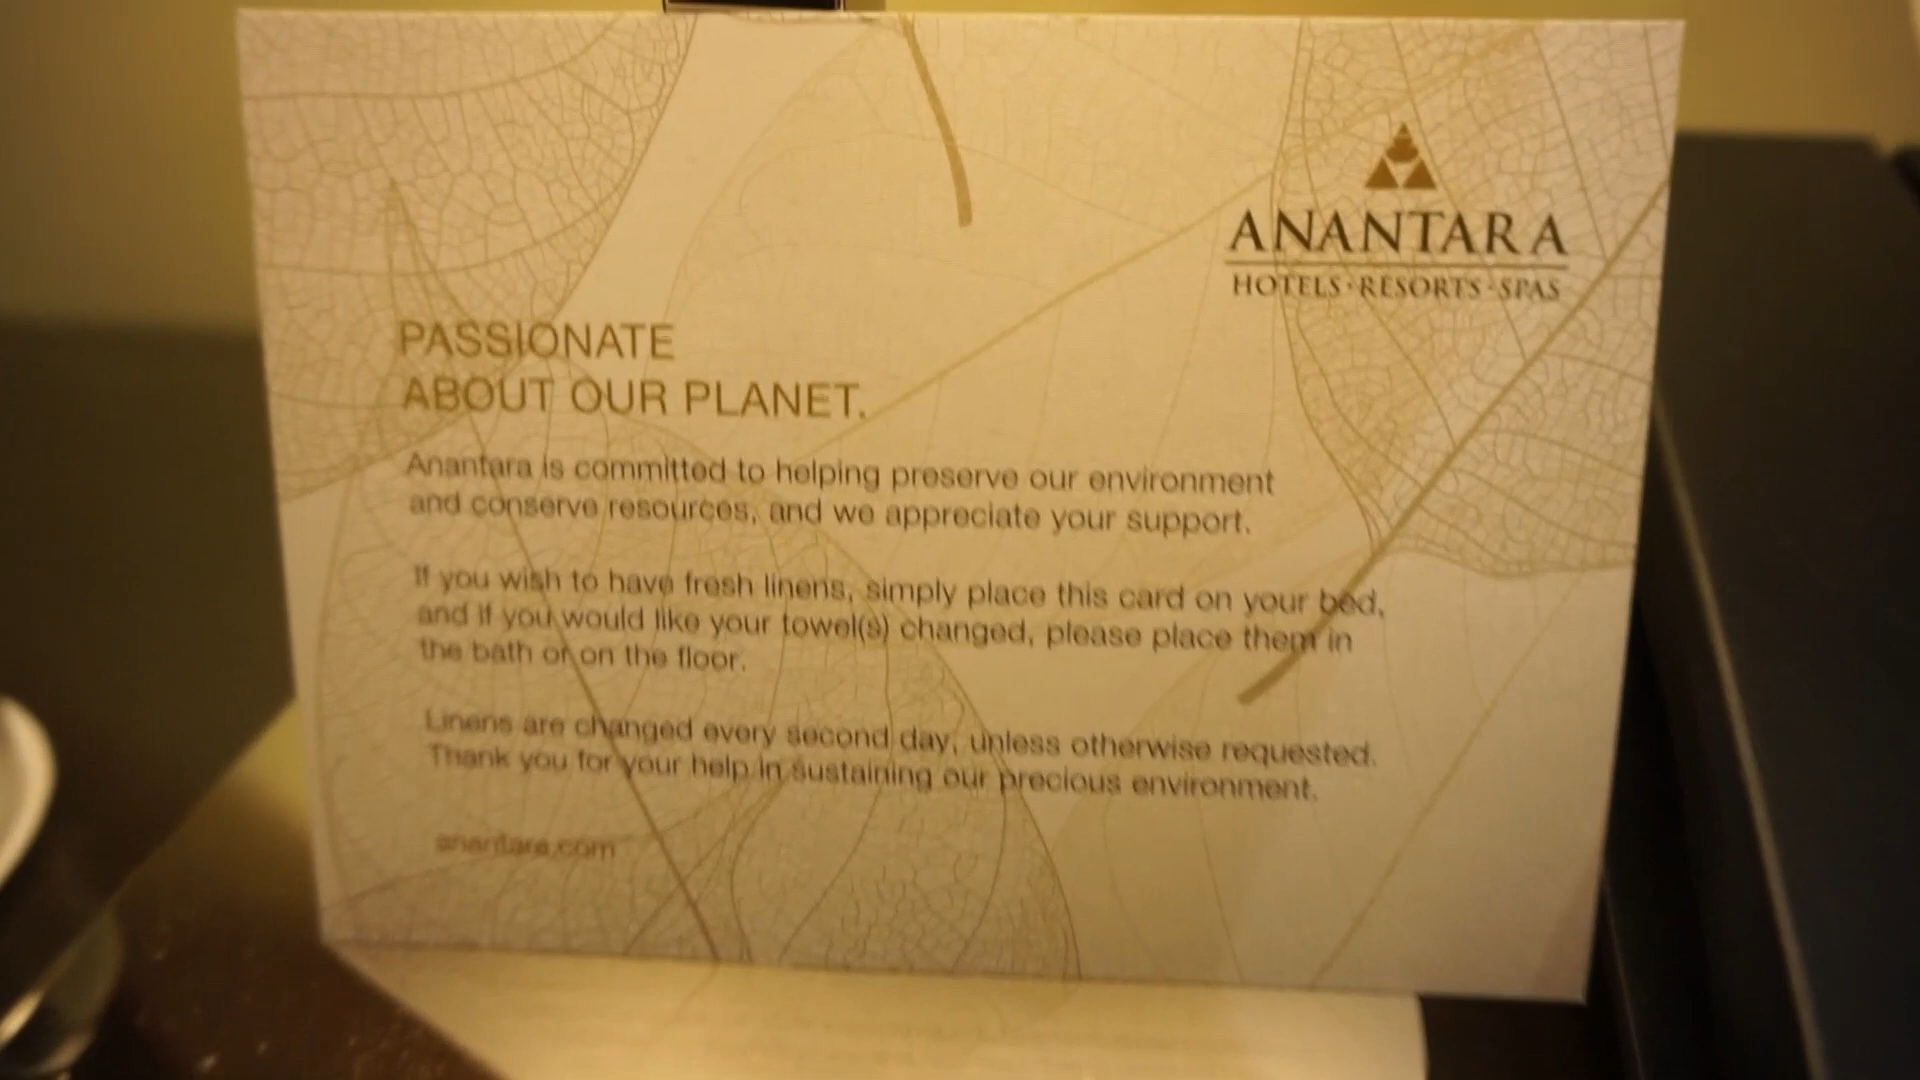 ANANTARA
HOTELS·RESORTS·SPAS
PASSIONATE
ABOUT OUR PLANET.
Anantara is committed to helping preserve our environment
and conserve resources, and we appreciate your support.
If you wish to have fresh linens, simply place this card on your bed,
and if you would like your towel(s) changed, please place them in
the bath or on the floor.
Linens are changed every second day, unless otherwise requested.
Thank you for your help in sustaining our precious environment.
anantara.com